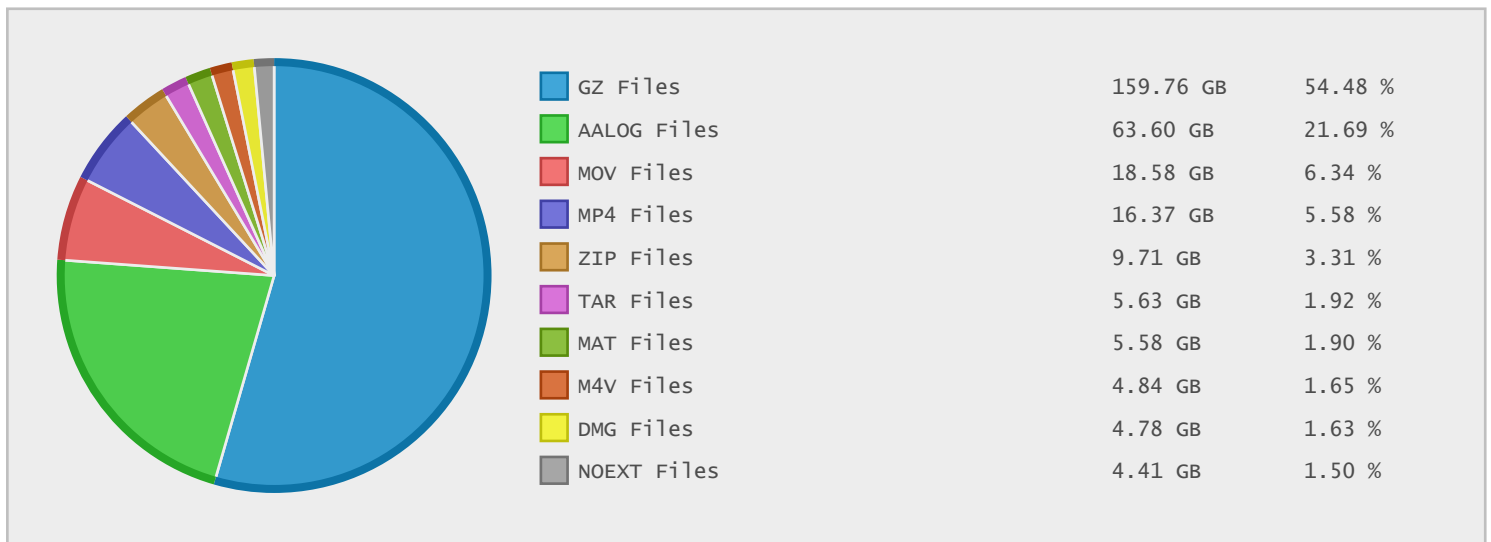 GZ Files 159.76 GB 54.48 %
AALOG Files 63.60 GB 21.69 %
MOV Files 18.58 GB 6.34 %
MP4 Files 16.37 GB 5.58 %
ZIP Files 9.71 GB 3.31 %
TAR Files 5.63 GB 1.92 %
MAT Files 5.58 GB 1.90 %
M4V Files 4.84 GB 1.65 %
DMG Files 4.78 GB 1.63 %
NOEXT Files 4.41 GB 1.50 %